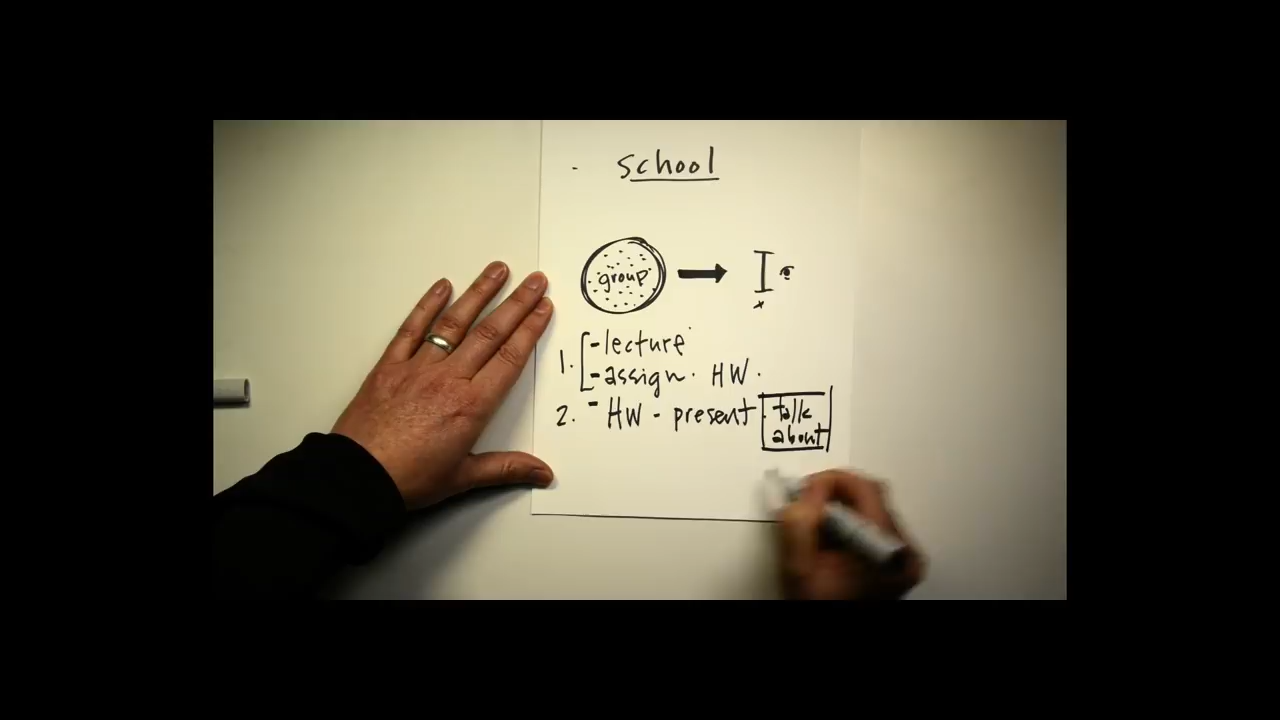 school
group I
1. - lecture
- assign. HW.
2. - HW - present. talk
about